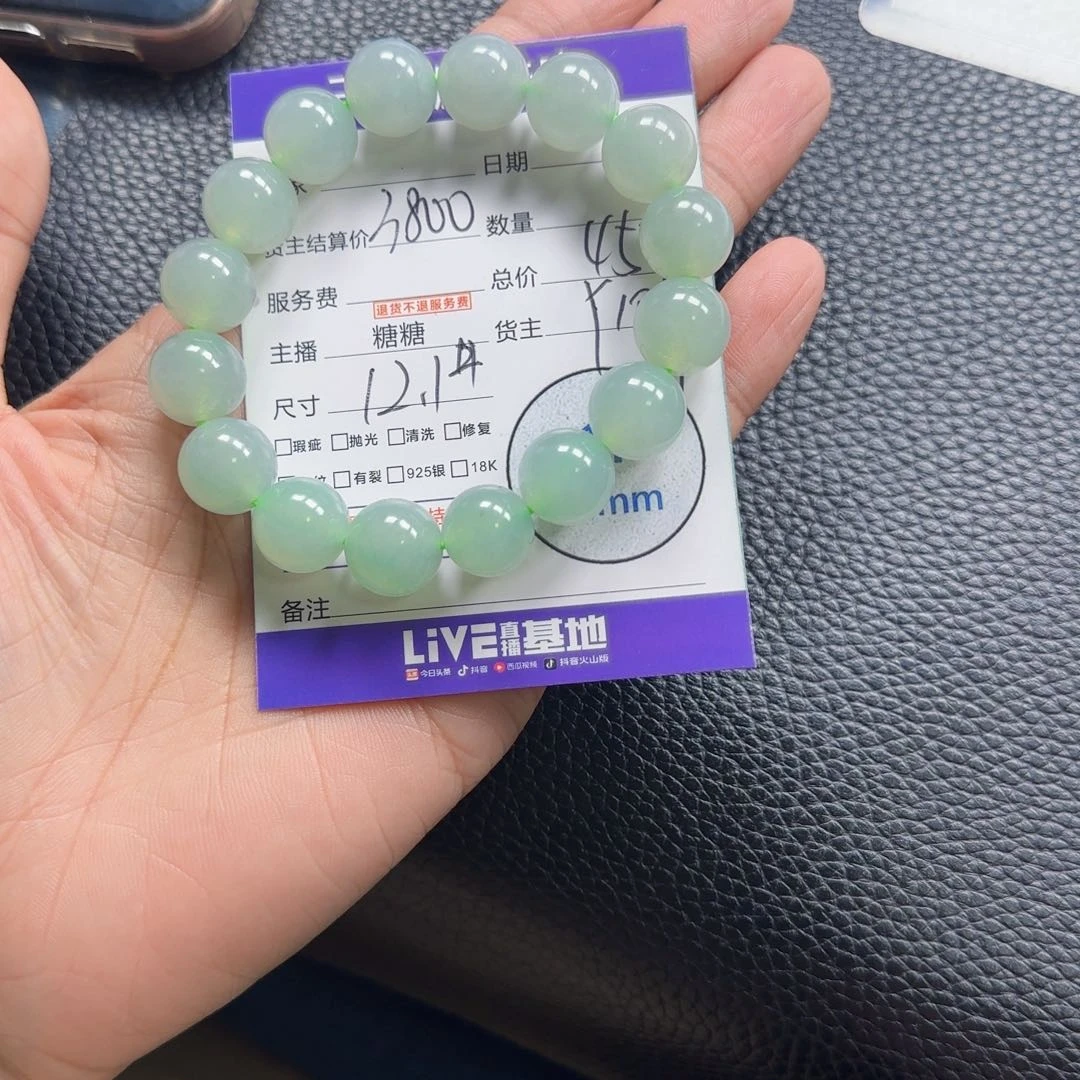 日期
货主结算价 3800 数量
45
服务费 总价
退货不退服务费
主播 糖糖 货主
尺寸 12.1
瑕疵 抛光 清洗 修复
纹 有裂 925银 18K
mm
备注
LiVE直播基地
今日头条 抖音 西瓜视频 抖音火山版